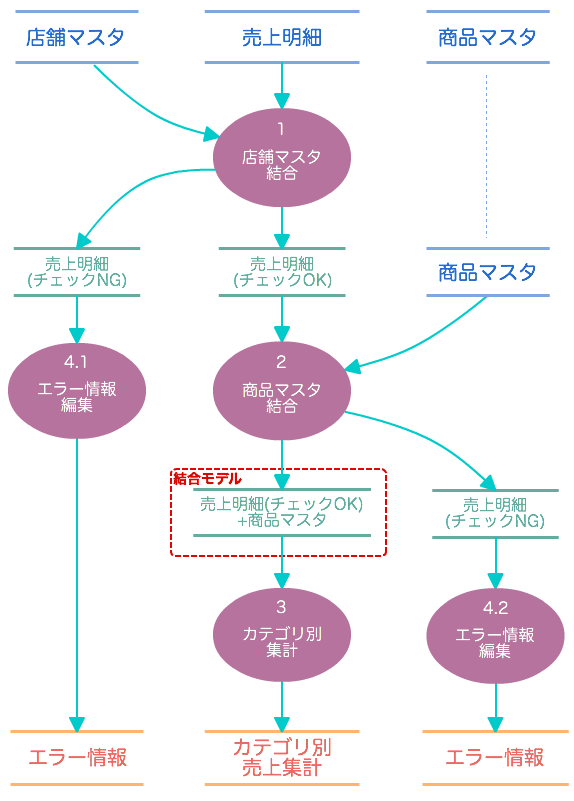 店舗マスタ
売上明細
商品マスタ
1
店舗マスタ
結合
売上明細
(チェックNG)
売上明細
(チェックOK)
商品マスタ
4.1
エラー情報
編集
2
商品マスタ
結合
結合モデル
売上明細(チェックOK)
+商品マスタ
売上明細
(チェックNG)
3
カテゴリ別
集計
4.2
エラー情報
編集
エラー情報
カテゴリ別
売上集計
エラー情報